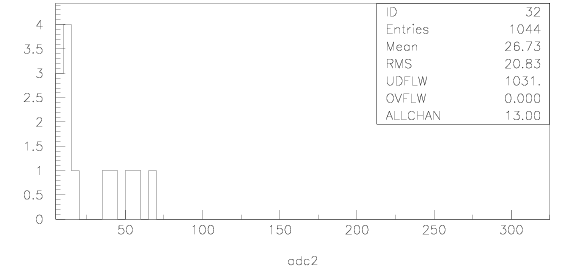 ID 32
Entries 1044
Mean 26.73
RMS 20.83
UDFLW 1031.
OVFLW 0.000
ALLCHAN 13.00
4
3.5
3
2.5
2
1.5
1
0.5
0
50 100 150 200 250 300
adc2